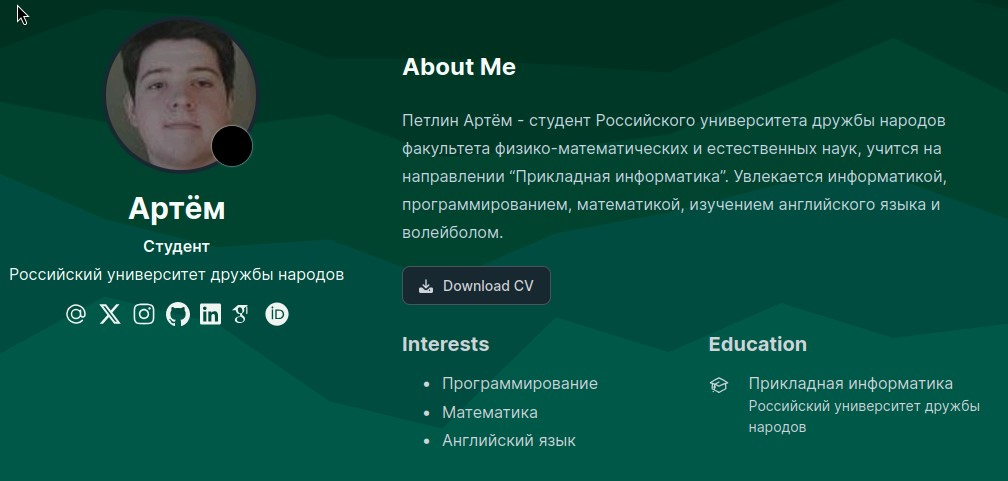 Артём
Студент
Российский университет дружбы народов
About Me
Петлин Артём - студент Российского университета дружбы народов
факультета физико-математических и естественных наук, учится на
направлении “Прикладная информатика”. Увлекается информатикой,
программированием, математикой, изучением английского языка и
волейболом.
Download CV
Interests
Программирование
Математика
Английский язык
Education
Прикладная информатика
Российский университет дружбы
народов